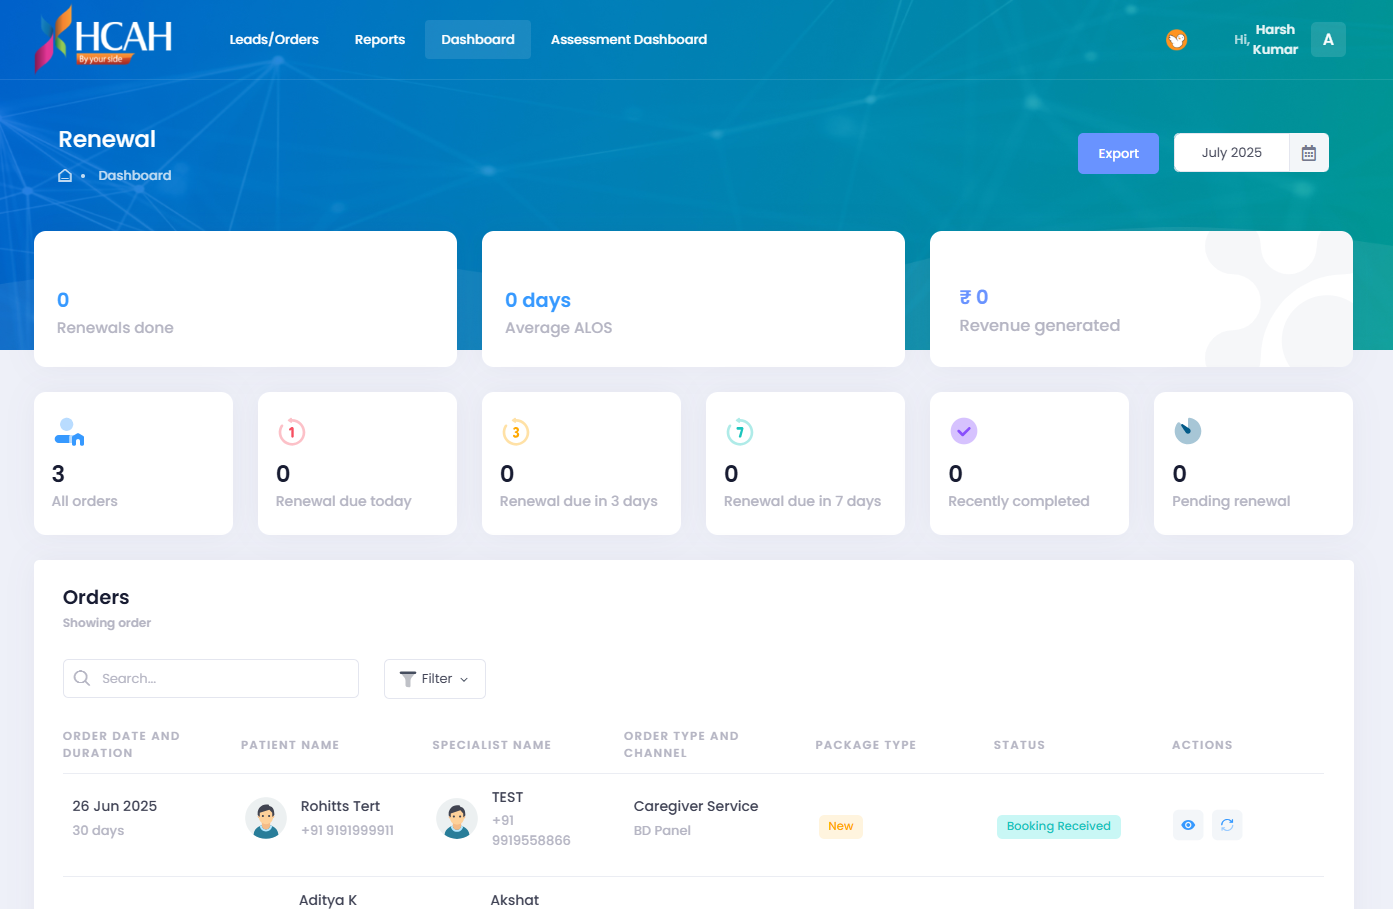 HCAH
By your side
Leads/Orders
Reports
Dashboard
Assessment Dashboard
Hi,
Harsh
Kumar
A
Renewal
Dashboard
Export
July 2025
0
Renewals done
0 days
Average ALOS
₹ 0
Revenue generated
3
All orders
1
0
Renewal due today
3
0
Renewal due in 3 days
7
0
Renewal due in 7 days
0
Recently completed
0
Pending renewal
Orders
Showing order
Search...
Filter
ORDER DATE AND
DURATION
PATIENT NAME
SPECIALIST NAME
ORDER TYPE AND
CHANNEL
PACKAGE TYPE
STATUS
ACTIONS
26 Jun 2025
30 days
Rohitts Tert
+91 9191999911
TEST
+91
9919558866
Caregiver Service
BD Panel
New
Booking Received
Aditya K
Akshat